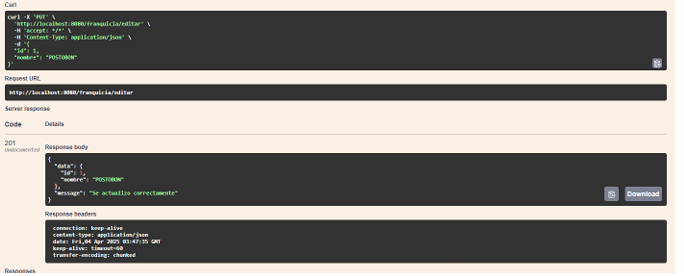 Curl
curl -X 'PUT' \
'http://localhost:8080/franquicia/editar' \
-H 'accept: */*' \
-H 'Content-Type: application/json' \
-d '{
"id": 1,
"nombre": "POSTOBON"
}'
Request URL
http://localhost:8080/franquicia/editar
Server response
Code Details
201
Undocumented
Response body
{
"data": {
"id": 1,
"nombre": "POSTOBON"
},
"message": "Se actualizo correctamente"
}
Download
Response headers
connection: keep-alive
content-type: application/json
date: Fri,04 Apr 2025 03:47:35 GMT
keep-alive: timeout=60
transfer-encoding: chunked
Responses